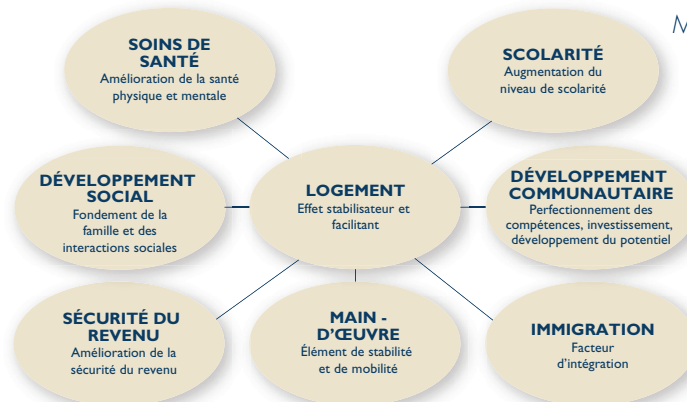 M
SOINS DE
SANTÉ
Amélioration de la santé
physique et mentale
SCOLARITÉ
Augmentation du
niveau de scolarité
DÉVELOPPEMENT
SOCIAL
Fondement de la
famille et des
interactions sociales
LOGEMENT
Effet stabilisateur et
facilitant
DÉVELOPPEMENT
COMMUNAUTAIRE
Perfectionnement des
compétences, investissement,
développement du potentiel
SÉCURITÉ DU
REVENU
Amélioration de la
sécurité du revenu
MAIN -
D'ŒUVRE
Élément de stabilité
et de mobilité
IMMIGRATION
Facteur
d'intégration